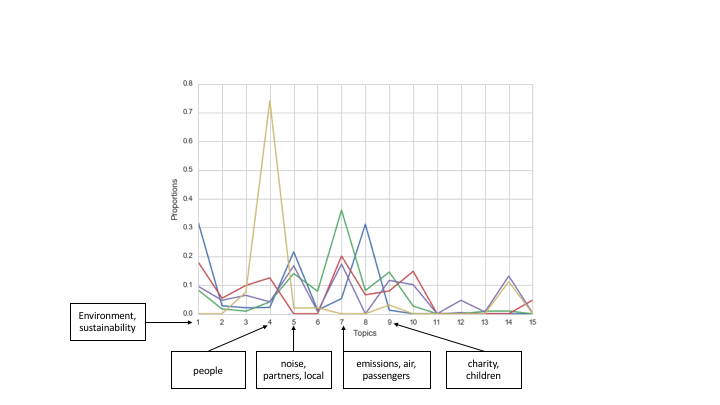 0.8
0.7
0.6
0.5
0.4
0.3
0.2
0.1
0.0
Proportions
1 2 3 4 5 6 7 8 9 10 11 12 13 14 15
Topics
Environment,
sustainability
people
noise,
partners, local
emissions, air,
passengers
charity,
children